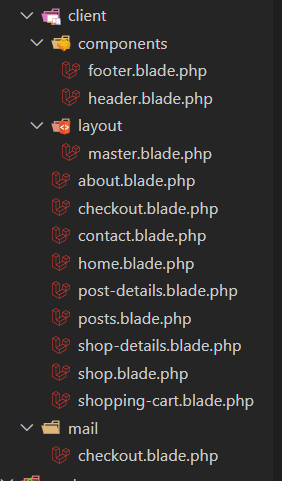 client
components
footer.blade.php
header.blade.php
layout
master.blade.php
about.blade.php
checkout.blade.php
contact.blade.php
home.blade.php
post-details.blade.php
posts.blade.php
shop-details.blade.php
shop.blade.php
shopping-cart.blade.php
mail
checkout.blade.php